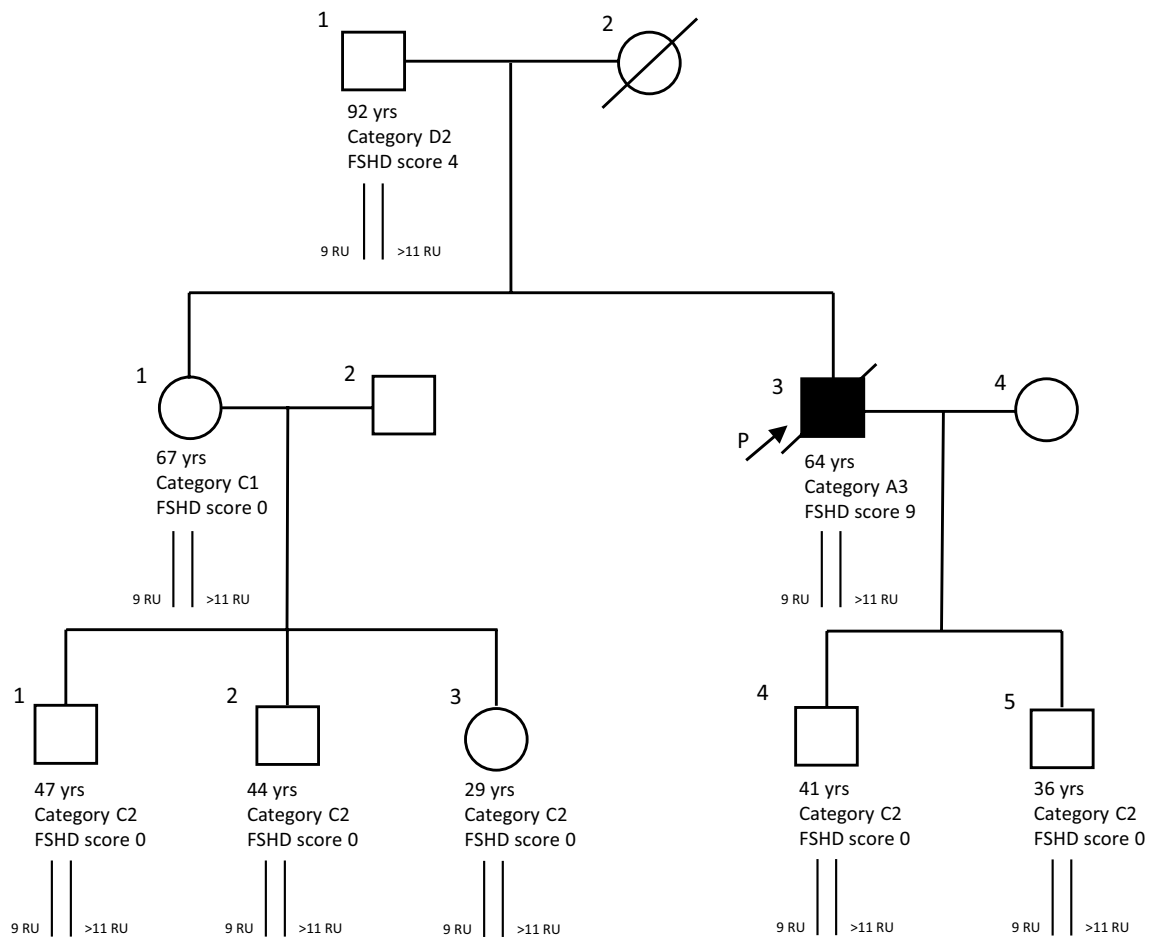 1
2
92 yrs
Category D2
FSHD score 4
9 RU >11 RU
1
2
67 yrs
Category C1
FSHD score 0
9 RU >11 RU
3
4
P
64 yrs
Category A3
FSHD score 9
9 RU >11 RU
1
47 yrs
Category C2
FSHD score 0
9 RU >11 RU
2
44 yrs
Category C2
FSHD score 0
9 RU >11 RU
3
29 yrs
Category C2
FSHD score 0
9 RU >11 RU
4
41 yrs
Category C2
FSHD score 0
9 RU >11 RU
5
36 yrs
Category C2
FSHD score 0
9 RU >11 RU